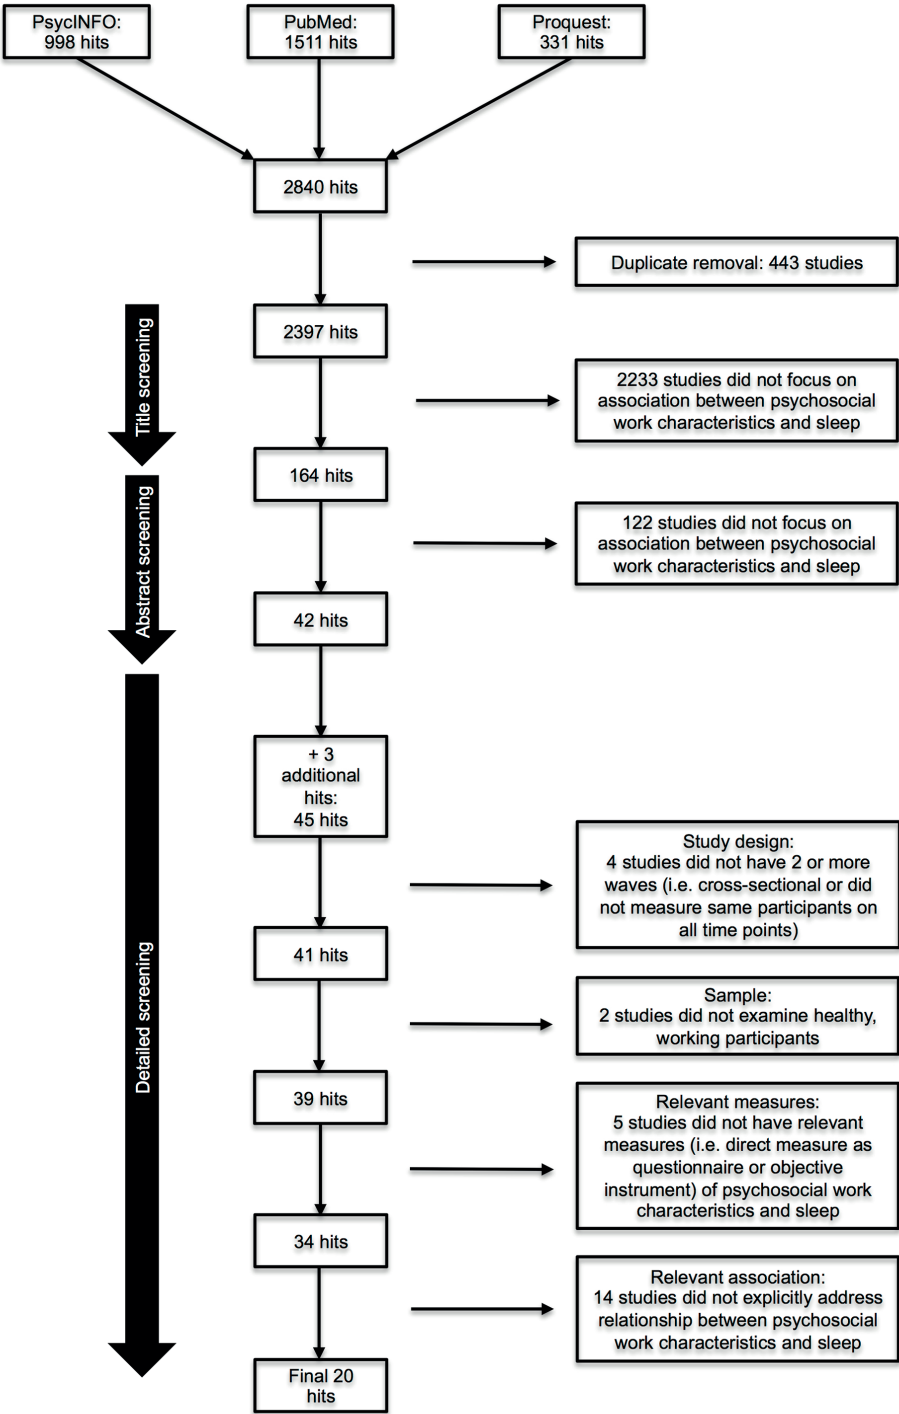 PsycINFO:
998 hits
PubMed:
1511 hits
Proquest:
331 hits
2840 hits
Duplicate removal: 443 studies
2397 hits
Title screening
2233 studies did not focus on
association between psychosocial
work characteristics and sleep
164 hits
Abstract screening
122 studies did not focus on
association between psychosocial
work characteristics and sleep
42 hits
+ 3
additional
hits:
45 hits
Detailed screening
Study design:
4 studies did not have 2 or more
waves (i.e. cross-sectional or did
not measure same participants on
all time points)
41 hits
Sample:
2 studies did not examine healthy,
working participants
39 hits
Relevant measures:
5 studies did not have relevant
measures (i.e. direct measure as
questionnaire or objective
instrument) of psychosocial work
characteristics and sleep
34 hits
Relevant association:
14 studies did not explicitly address
relationship between psychosocial
work characteristics and sleep
Final 20
hits